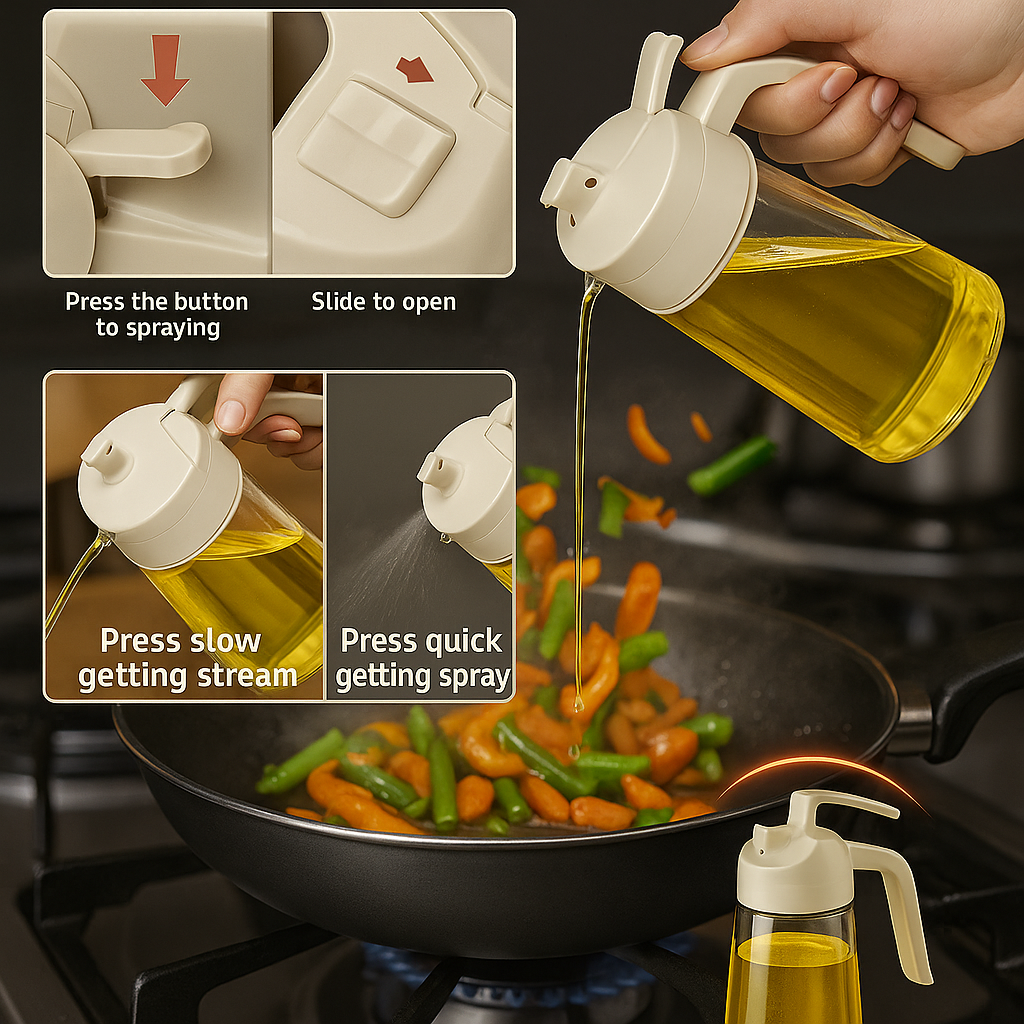 Press the button
to spraying
Slide to open
Press slow
getting stream
Press quick
getting spray